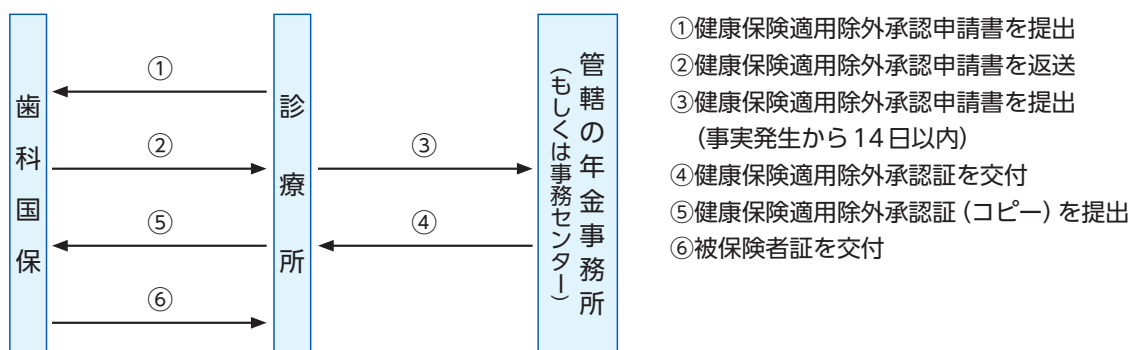 歯科国保
①
②
⑤
⑥
診療所
③
④
管轄の年金事務所
（もしくは事務センター）
①健康保険適用除外承認申請書を提出
②健康保険適用除外承認申請書を返送
③健康保険適用除外承認申請書を提出
（事実発生から14日以内）
④健康保険適用除外承認証を交付
⑤健康保険適用除外承認証（コピー）を提出
⑥被保険者証を交付